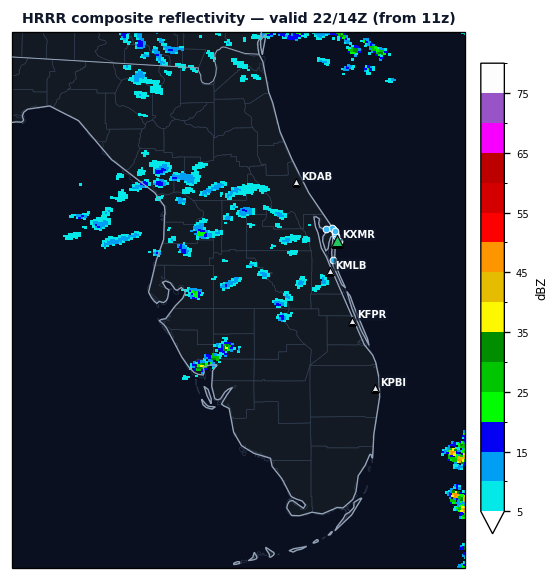 HRRR composite reflectivity — valid 22/14Z (from 11z)
KDAB
KXMR
KMLB
KFPR
KPBI
75
65
55
45
35
25
15
5
dBZ